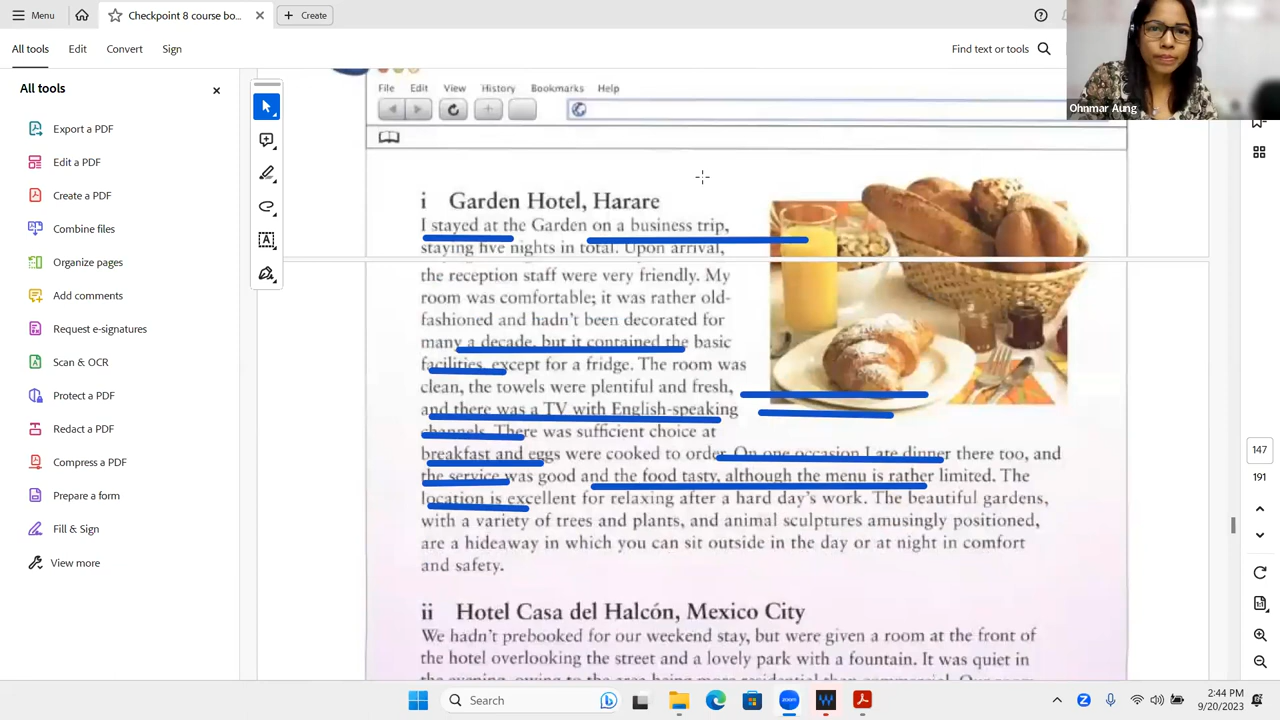 Menu
Checkpoint 8 course bo...
Create
All tools
Edit
Convert
Sign
Find text or tools
Ohnmar Aung
All tools
Export a PDF
Edit a PDF
Create a PDF
Combine files
Organize pages
Add comments
Request e-signatures
Scan & OCR
Protect a PDF
Redact a PDF
Compress a PDF
Prepare a form
Fill & Sign
View more
File Edit View History Bookmarks Help
i Garden Hotel, Harare
I stayed at the Garden on a business trip,
staying five nights in total. Upon arrival,
the reception staff were very friendly. My
room was comfortable; it was rather old-
fashioned and hadn't been decorated for
many a decade, but it contained the basic
facilities, except for a fridge. The room was
clean, the towels were plentiful and fresh,
and there was a TV with English-speaking
channels. There was sufficient choice at
breakfast and eggs were cooked to order. On one occasion I ate dinner there too, and
the service was good and the food tasty, although the menu is rather limited. The
location is excellent for relaxing after a hard day's work. The beautiful gardens,
with a variety of trees and plants, and animal sculptures amusingly positioned,
are a hideaway in which you can sit outside in the day or at night in comfort
and safety.
ii Hotel Casa del Halcón, Mexico City
We hadn't prebooked for our weekend stay, but were given a room at the front of
the hotel overlooking the street and a lovely park with a fountain. It was quiet in
147
191
Search
2:44 PM
9/20/2023